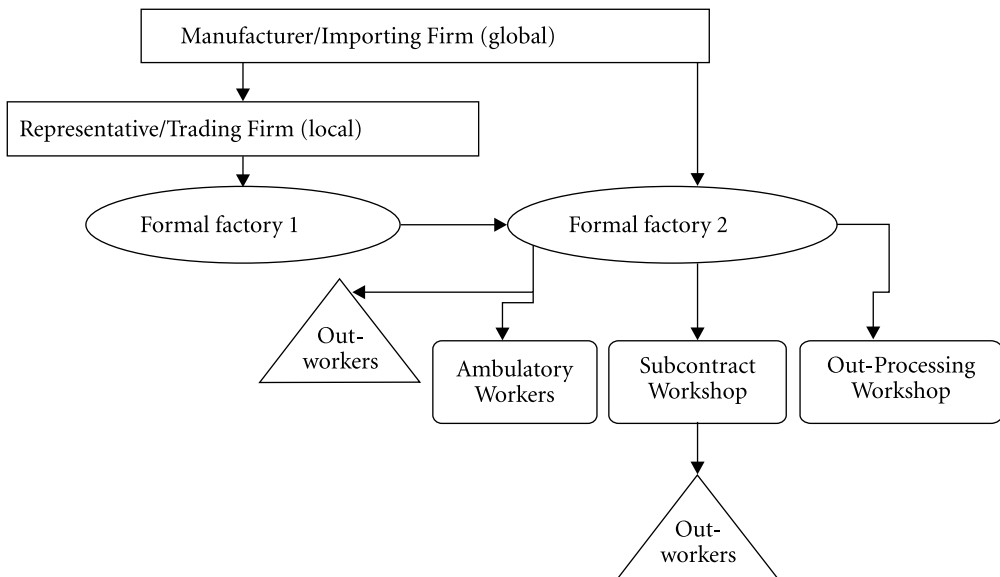 Manufacturer/Importing Firm (global)
Representative/Trading Firm (local)
Formal factory 1
Formal factory 2
Out-
workers
Ambulatory
Workers
Subcontract
Workshop
Out-Processing
Workshop
Out-
workers